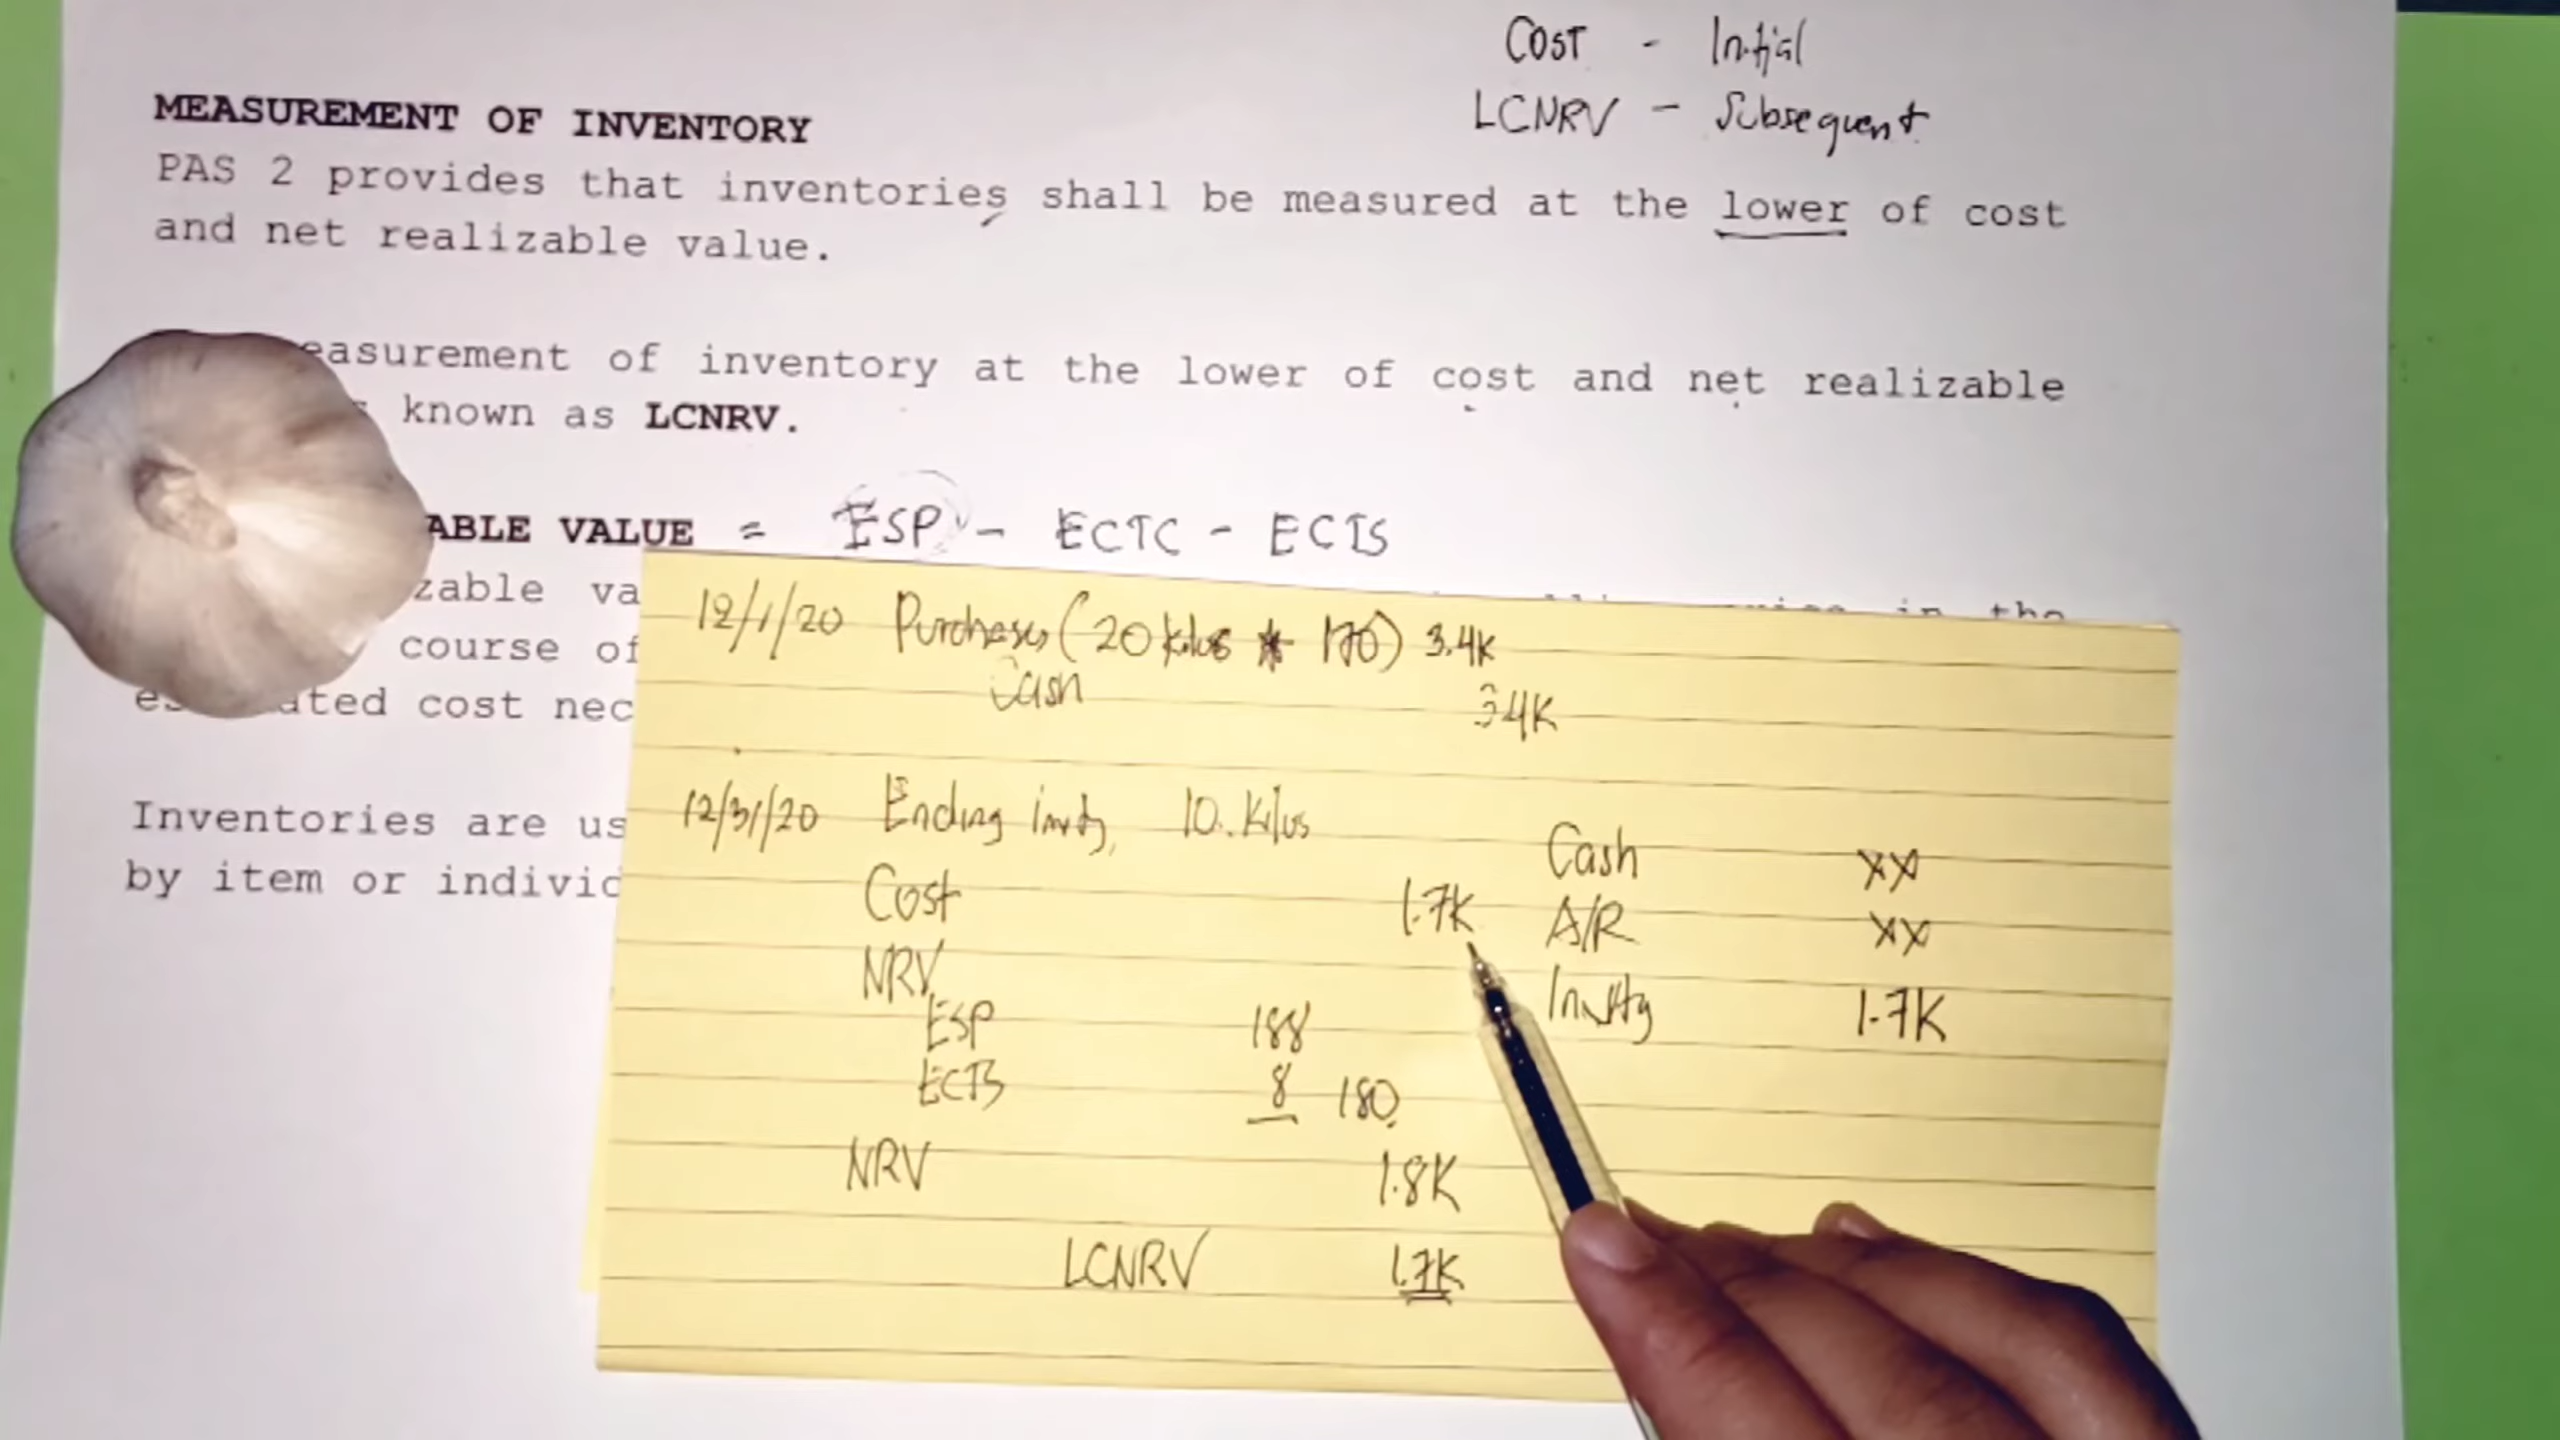 COST - Initial
LCNRV - Subsequent
MEASUREMENT OF INVENTORY
PAS 2 provides that inventories shall be measured at the lower of cost
and net realizable value.
easurement of inventory at the lower of cost and net realizable
known as LCNRV.
ABLE VALUE = ESP - ECTC - ECTS
zable va in the
course of
ated cost nec
Inventories are us
by item or individ
12/1/20 Purchases (20 kilos * 170) 3.4K
Cash 34K
12/31/20 Ending invty, 10 Kilos
Cost 1.7K
NRV
ESP 188
ECTS 8 180
NRV 1.8K
LCNRV 1.7K
Cash xx
A/R xx
Invty 1.7K